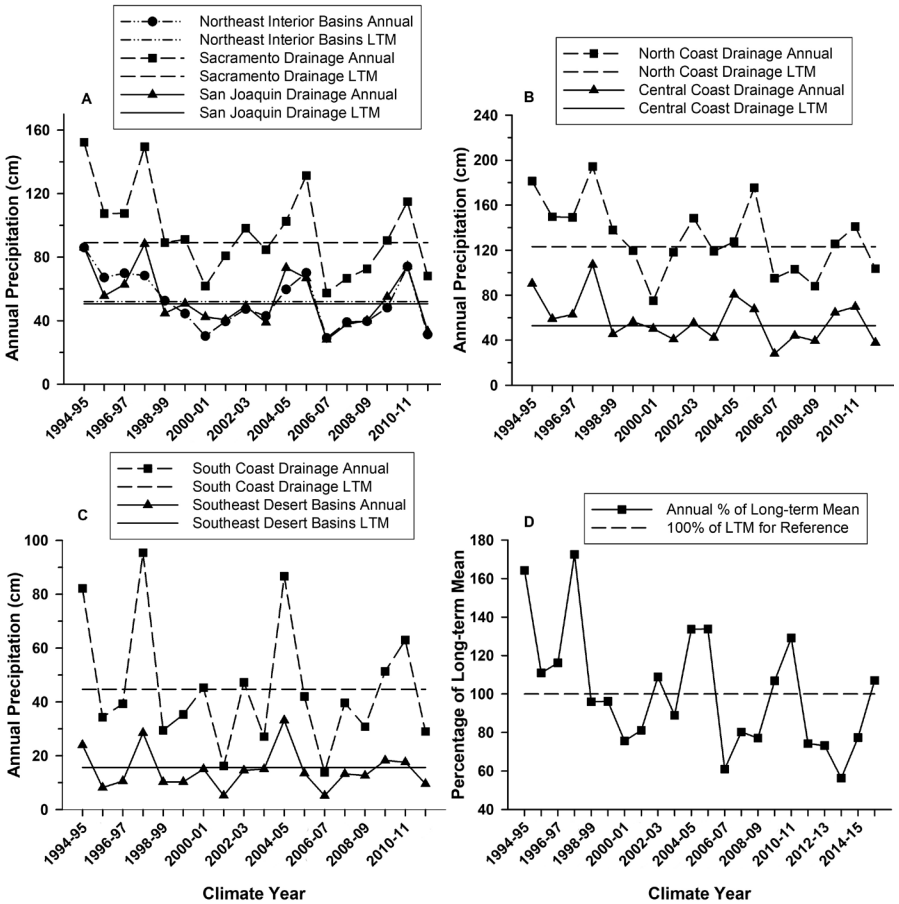 Northeast Interior Basins Annual
Northeast Interior Basins LTM
Sacramento Drainage Annual
Sacramento Drainage LTM
San Joaquin Drainage Annual
San Joaquin Drainage LTM
A
Annual Precipitation (cm)
160
120
80
40
0
1994-95
1996-97
1998-99
2000-01
2002-03
2004-05
2006-07
2008-09
2010-11
North Coast Drainage Annual
North Coast Drainage LTM
Central Coast Drainage Annual
Central Coast Drainage LTM
B
Annual Precipitation (cm)
240
200
160
120
80
40
0
1994-95
1996-97
1998-99
2000-01
2002-03
2004-05
2006-07
2008-09
2010-11
South Coast Drainage Annual
South Coast Drainage LTM
Southeast Desert Basins Annual
Southeast Desert Basins LTM
C
Annual Precipitation (cm)
100
80
60
40
20
0
1994-95
1996-97
1998-99
2000-01
2002-03
2004-05
2006-07
2008-09
2010-11
Climate Year
Annual % of Long-term Mean
100% of LTM for Reference
D
Percentage of Long-term Mean
180
160
140
120
100
80
60
40
1994-95
1996-97
1998-99
2000-01
2002-03
2004-05
2006-07
2008-09
2010-11
2012-13
2014-15
Climate Year